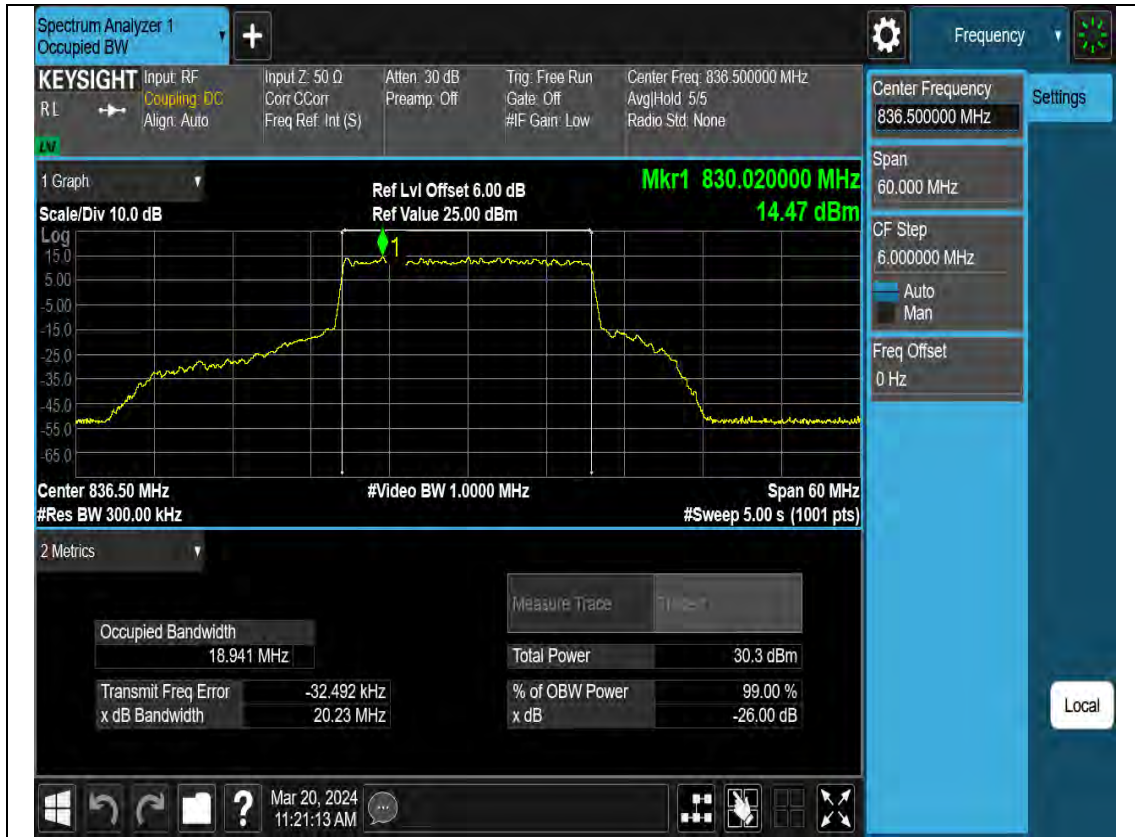 Spectrum Analyzer 1
Occupied BW
+
Frequency
KEYSIGHT
RL
Input: RF
Coupling: DC
Align: Auto
Input Z: 50 Ω
Corr CCorr
Freq Ref: Int (S)
Atten: 30 dB
Preamp: Off
Trig: Free Run
Gate: Off
#IF Gain: Low
Center Freq: 836.500000 MHz
Avg|Hold: 5/5
Radio Std: None
Center Frequency
836.500000 MHz
Settings
Span
60.000 MHz
CF Step
6.000000 MHz
Auto
Man
Freq Offset
0 Hz
1 Graph
Scale/Div 10.0 dB
Ref Lvl Offset 6.00 dB
Ref Value 25.00 dBm
Mkr1 830.020000 MHz
14.47 dBm
Log
15.0
5.00
-5.00
-15.0
-25.0
-35.0
-45.0
-55.0
-65.0
1
Center 836.50 MHz
#Video BW 1.0000 MHz
Span 60 MHz
#Res BW 300.00 kHz
#Sweep 5.00 s (1001 pts)
2 Metrics
Measure Trace
Occupied Bandwidth
18.941 MHz
Total Power 30.3 dBm
Transmit Freq Error -32.492 kHz
% of OBW Power 99.00 %
x dB Bandwidth 20.23 MHz
x dB -26.00 dB
Local
?
Mar 20, 2024
11:21:13 AM